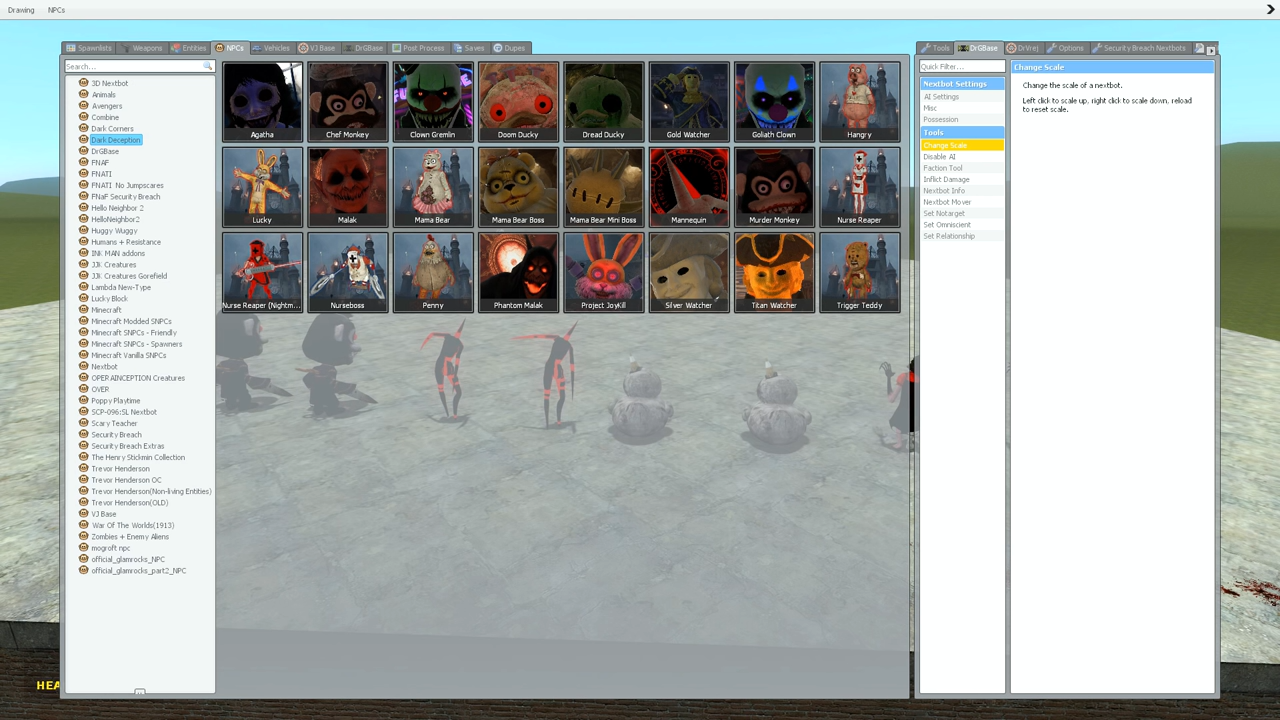 Drawing NPCs
Spawnlists Weapons Entities NPCs Vehicles VJ Base DrGBase Post Process Saves Dupes
Search...
3D Nextbot
Animals
Avengers
Combine
Dark Corners
Dark Deception
DrGBase
FNAF
FNATI
FNATI No Jumpscares
FNaF Security Breach
Hello Neighbor 2
HelloNeighbor2
Huggy Wuggy
Humans + Resistance
INK MAN addons
JJK Creatures
JJK Creatures Gorefield
Lambda New-Type
Lucky Block
Minecraft
Minecraft Modded SNPCs
Minecraft SNPCs - Friendly
Minecraft SNPCs - Spawners
Minecraft Vanilla SNPCs
Nextbot
OPERAINCEPTION Creatures
OVER
Poppy Playtime
SCP-096:SL Nextbot
Scary Teacher
Security Breach
Security Breach Extras
The Henry Stickmin Collection
Trevor Henderson
Trevor Henderson OC
Trevor Henderson(Non-living Entities)
Trevor Henderson(OLD)
VJ Base
War Of The Worlds(1913)
Zombies + Enemy Aliens
mogroft npc
official_glamrocks_NPC
official_glamrocks_part2_NPC
Agatha Chef Monkey Clown Gremlin Doom Ducky Dread Ducky Gold Watcher Goliath Clown Hangry
Lucky Malak Mama Bear Mama Bear Boss Mama Bear Mini Boss Mannequin Murder Monkey Nurse Reaper
Nurse Reaper (Nightm... Nurseboss Penny Phantom Malak Project JoyKill Silver Watcher Titan Watcher Trigger Teddy
HEA
Tools DrGBase DrVrej Options Security Breach Nextbots
Quick Filter...
Nextbot Settings
AI Settings
Misc
Possession
Tools
Change Scale
Disable AI
Faction Tool
Inflict Damage
Nextbot Info
Nextbot Mover
Set Notarget
Set Omniscient
Set Relationship
Change Scale
Change the scale of a nextbot.
Left click to scale up, right click to scale down, reload
to reset scale.